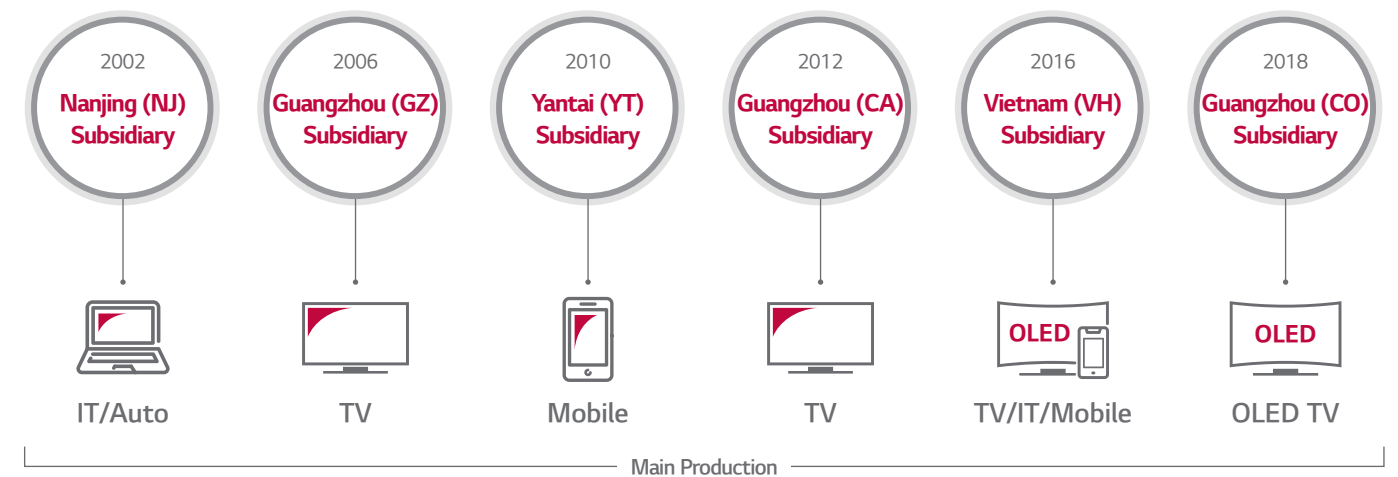 2002
Nanjing (NJ)
Subsidiary
IT/Auto
2006
Guangzhou (GZ)
Subsidiary
TV
2010
Yantai (YT)
Subsidiary
Mobile
2012
Guangzhou (CA)
Subsidiary
TV
2016
Vietnam (VH)
Subsidiary
OLED
TV/IT/Mobile
2018
Guangzhou (CO)
Subsidiary
OLED
OLED TV
Main Production